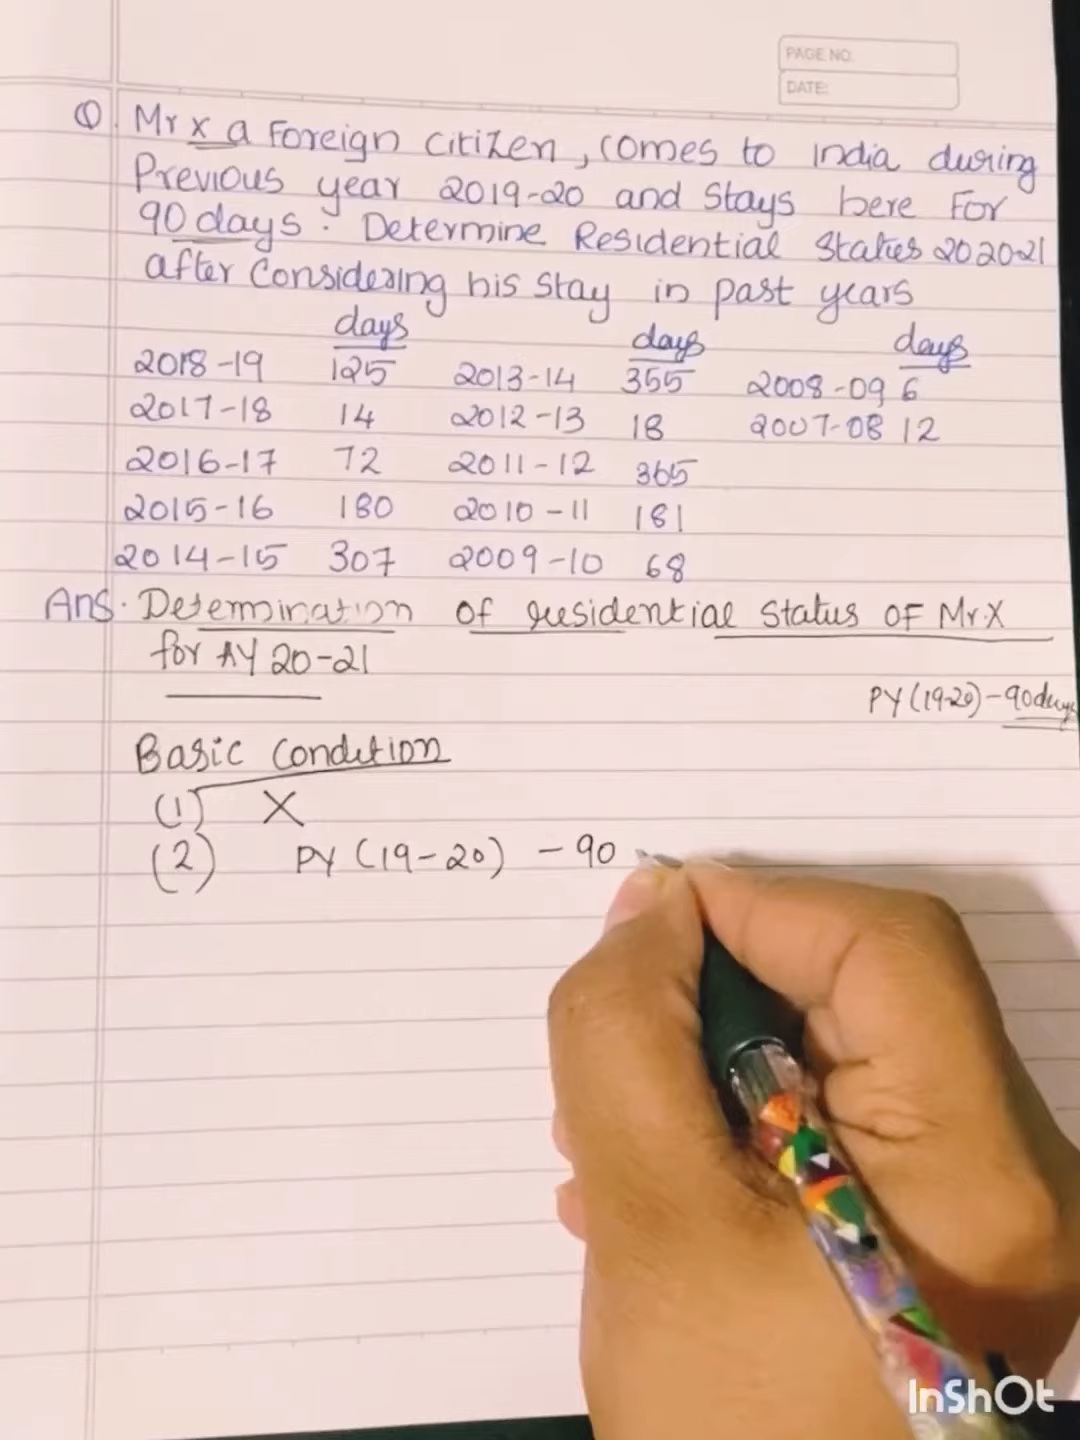 PAGE NO.
DATE:
Q. Mr X a Foreign Citizen, comes to India during
Previous year 2019-20 and Stays here For
90 days. Determine Residential Status 2020-21
after Considering his Stay in past years
days days days
2018-19 125 2013-14 355 2008-09 6
2017-18 14 2012-13 18 2007-08 12
2016-17 72 2011-12 365
2015-16 180 2010-11 181
2014-15 307 2009-10 68
Ans. Determination of residential Status OF Mr X
for AY 20-21
PY (19-20) - 90 days
Basic Condition
(1) X
(2) PY (19-20) - 90
InShOt